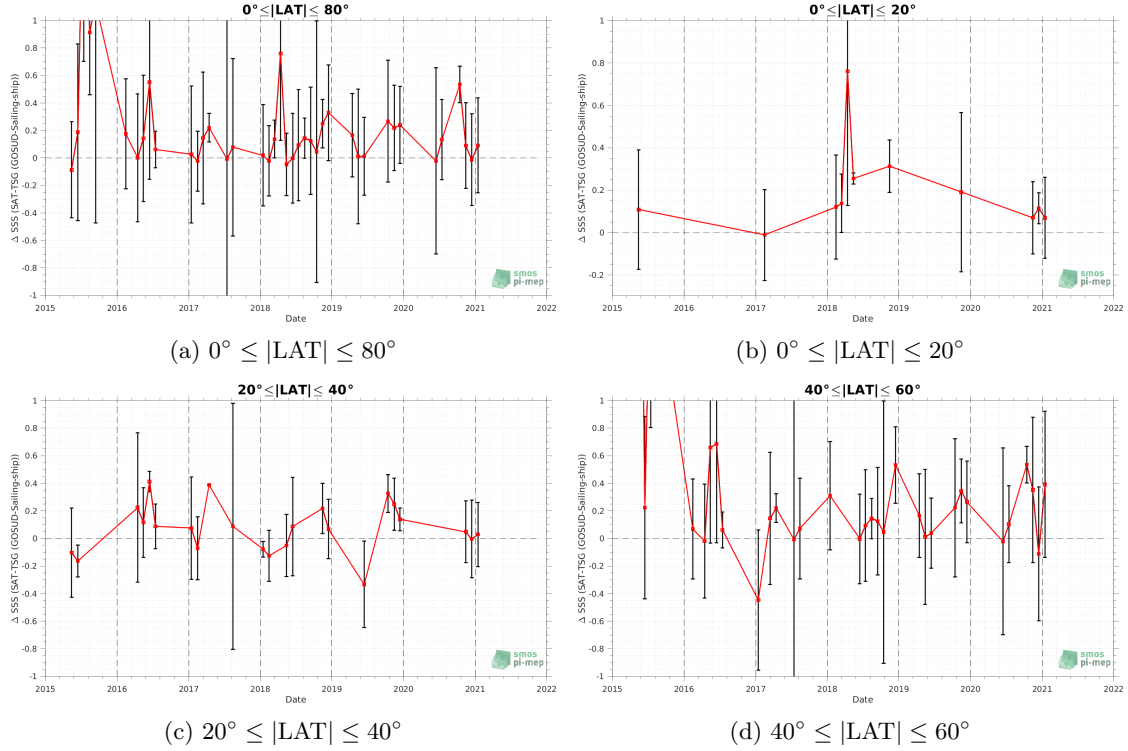 0°≤|LAT|≤ 80°
Δ SSS (SAT-TSG (GOSUD-Sailing-ship))
1
0.8
0.6
0.4
0.2
0
-0.2
-0.4
-0.6
-0.8
-1
2015 2016 2017 2018 2019 2020 2021 2022
Date
smos
pi-mep
(a) 0° ≤ |LAT| ≤ 80°
0°≤|LAT|≤ 20°
Δ SSS (SAT-TSG (GOSUD-Sailing-ship))
1
0.8
0.6
0.4
0.2
0
-0.2
2015 2016 2017 2018 2019 2020 2021 2022
Date
smos
pi-mep
(b) 0° ≤ |LAT| ≤ 20°
20°≤|LAT|≤ 40°
Δ SSS (SAT-TSG (GOSUD-Sailing-ship))
1
0.8
0.6
0.4
0.2
0
-0.2
-0.4
-0.6
-0.8
-1
2015 2016 2017 2018 2019 2020 2021 2022
Date
smos
pi-mep
(c) 20° ≤ |LAT| ≤ 40°
40°≤|LAT|≤ 60°
Δ SSS (SAT-TSG (GOSUD-Sailing-ship))
1
0.8
0.6
0.4
0.2
0
-0.2
-0.4
-0.6
-0.8
-1
2015 2016 2017 2018 2019 2020 2021 2022
Date
smos
pi-mep
(d) 40° ≤ |LAT| ≤ 60°